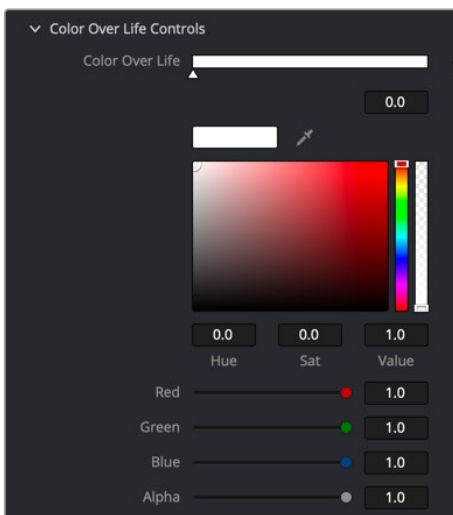 Color Over Life Controls
Color Over Life
0.0
0.0 0.0 1.0
Hue Sat Value
Red 1.0
Green 1.0
Blue 1.0
Alpha 1.0